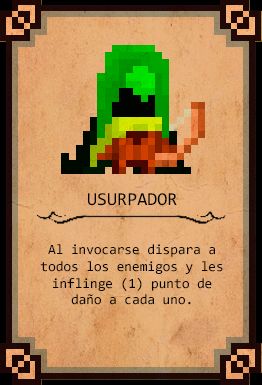 USURPADOR
Al invocarse dispara a
todos los enemigos y les
inflinge (1) punto de
daño a cada uno.